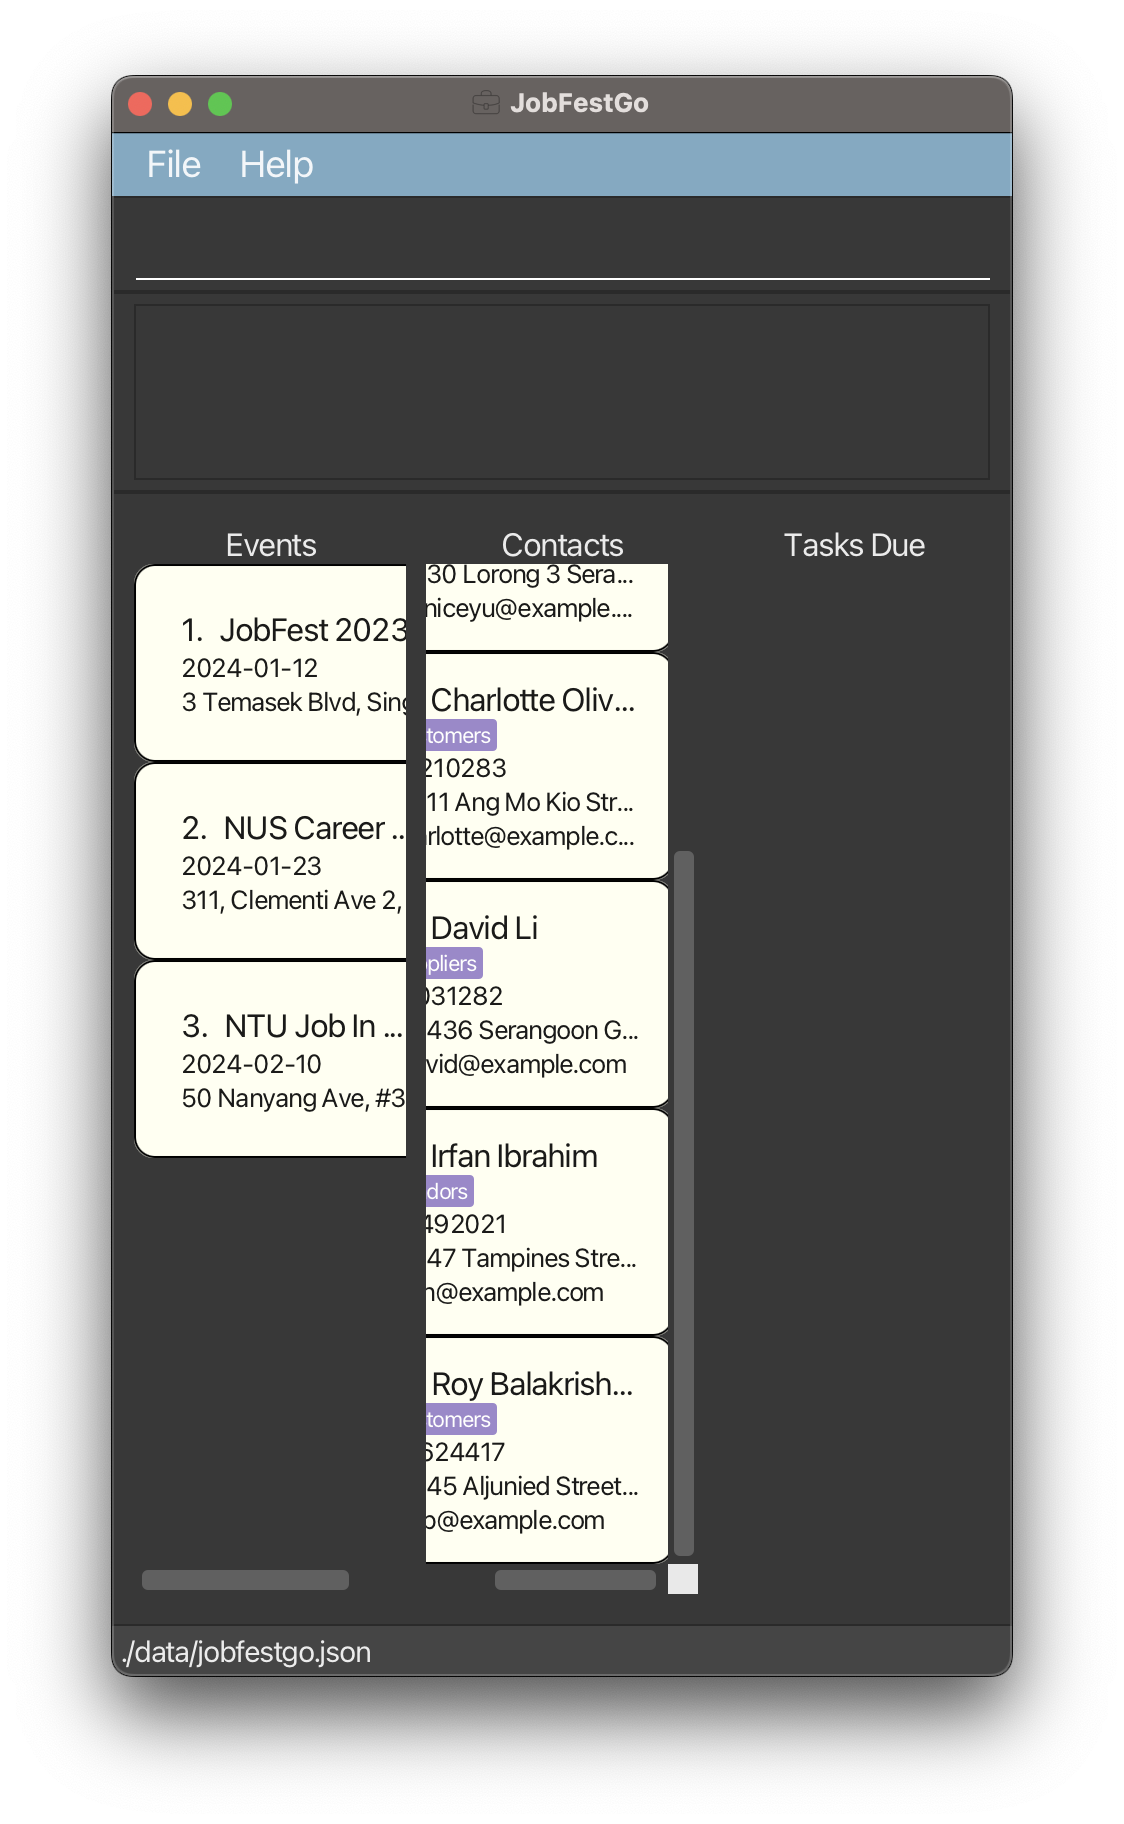 JobFestGo
File Help
Events
1. JobFest 2023
2024-01-12
3 Temasek Blvd, Sing
2. NUS Career ...
2024-01-23
311, Clementi Ave 2,
3. NTU Job In ...
2024-02-10
50 Nanyang Ave, #3
Contacts
30 Lorong 3 Sera...
niceyu@example....
Charlotte Oliv...
tomers
210283
11 Ang Mo Kio Str...
arlotte@example.c...
David Li
pliers
031282
436 Serangoon G...
vid@example.com
Irfan Ibrahim
dors
492021
47 Tampines Stre...
n@example.com
Roy Balakrish...
tomers
624417
45 Aljunied Street...
@example.com
Tasks Due
./data/jobfestgo.json